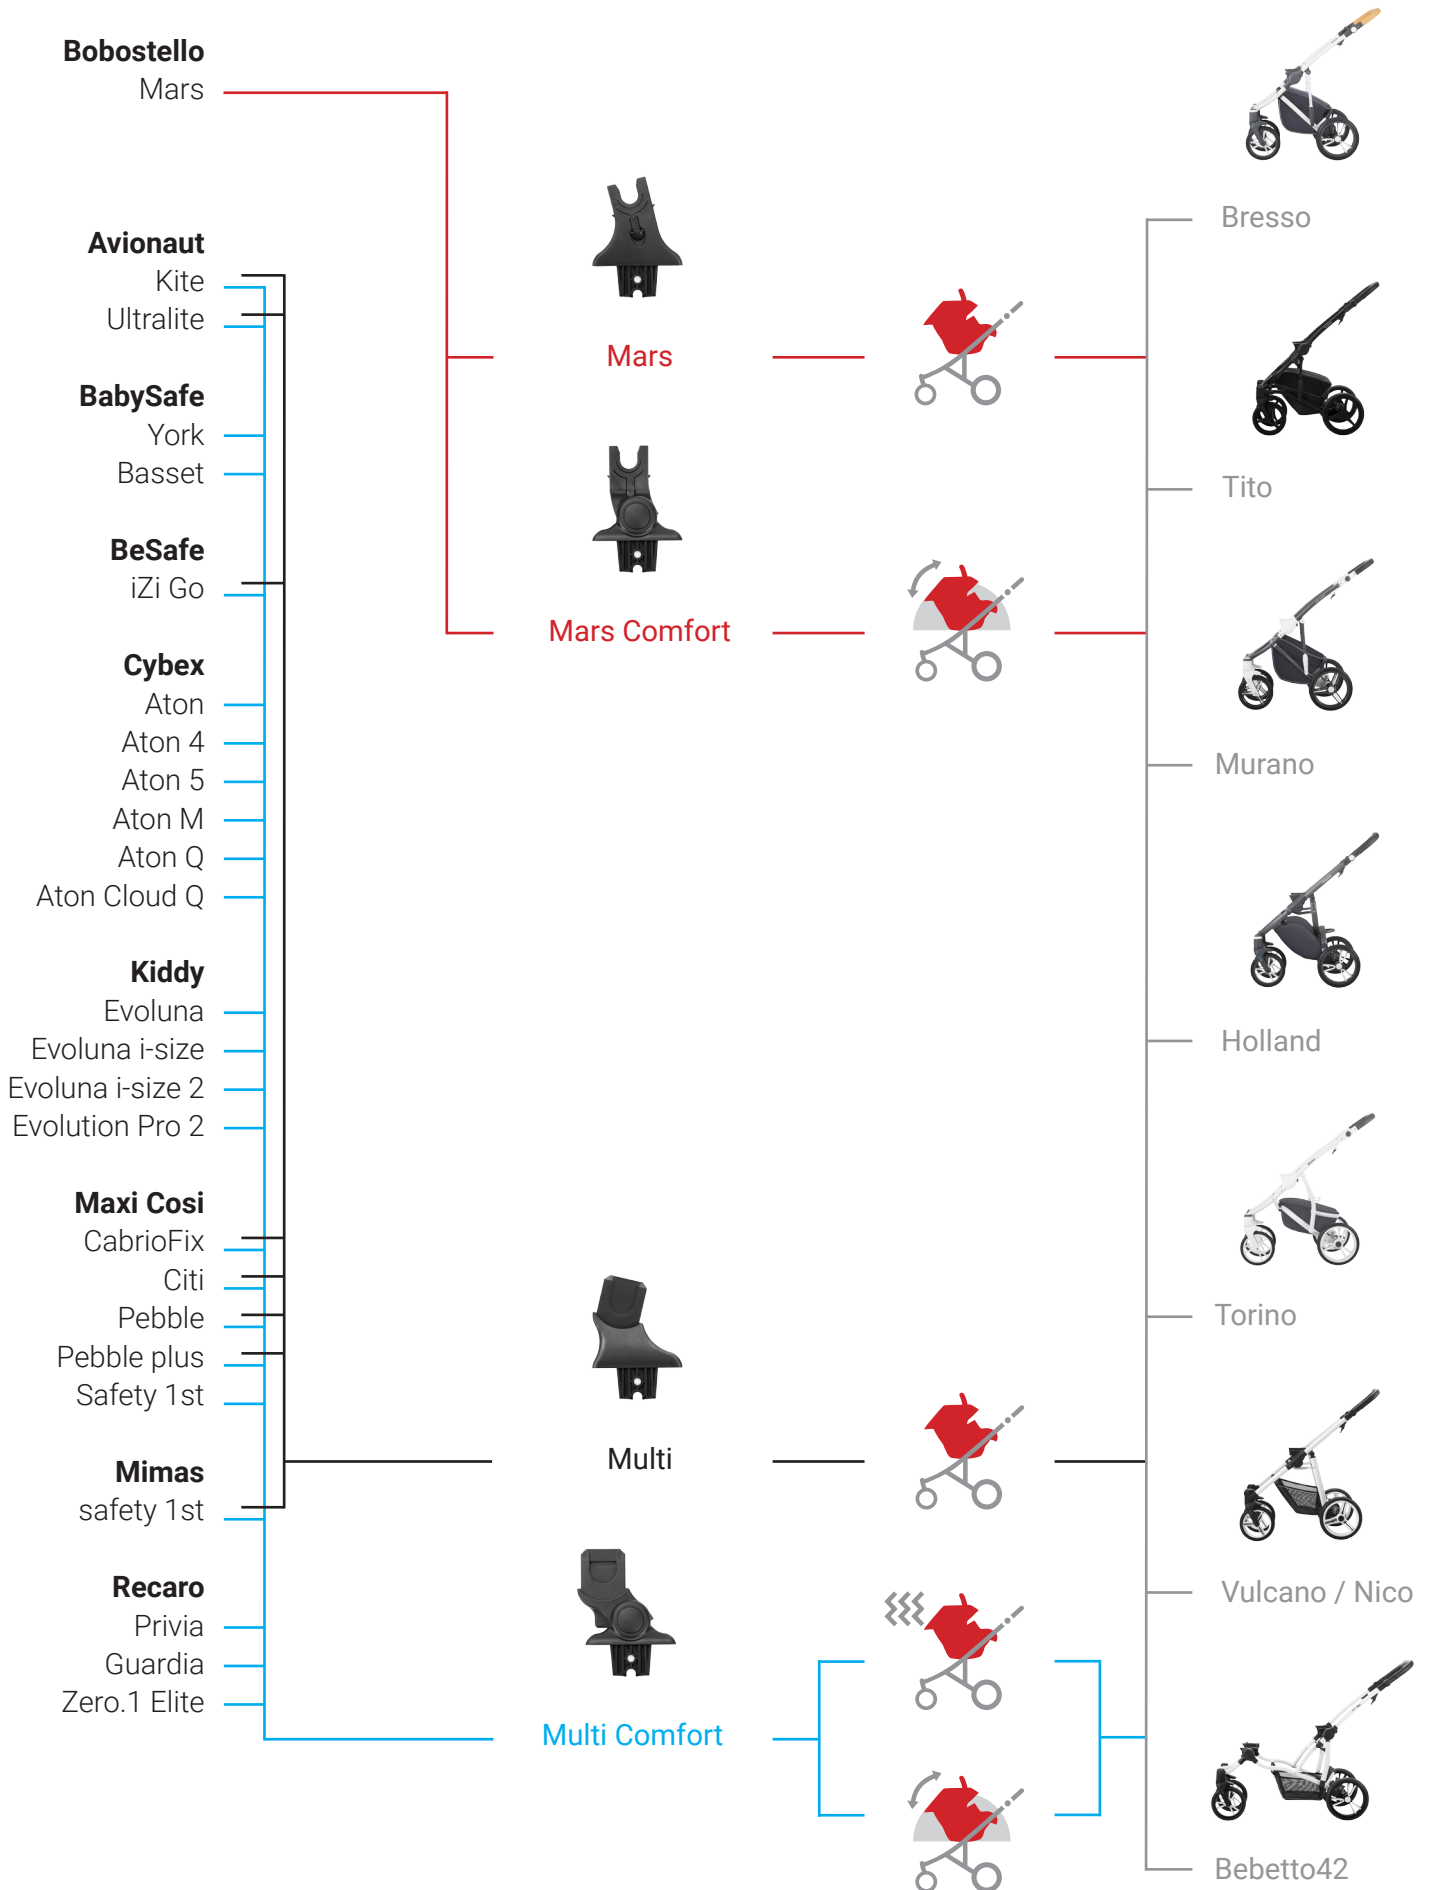 Bobostello
Mars
Avionaut
Kite
Ultralite
BabySafe
York
Basset
BeSafe
iZi Go
Cybex
Aton
Aton 4
Aton 5
Aton M
Aton Q
Aton Cloud Q
Kiddy
Evoluna
Evoluna i-size
Evoluna i-size 2
Evolution Pro 2
Maxi Cosi
CabrioFix
Citi
Pebble
Pebble plus
Safety 1st
Mimas
safety 1st
Recaro
Privia
Guardia
Zero.1 Elite
Mars
Mars Comfort
Multi
Multi Comfort
Bresso
Tito
Murano
Holland
Torino
Vulcano / Nico
Bebetto42